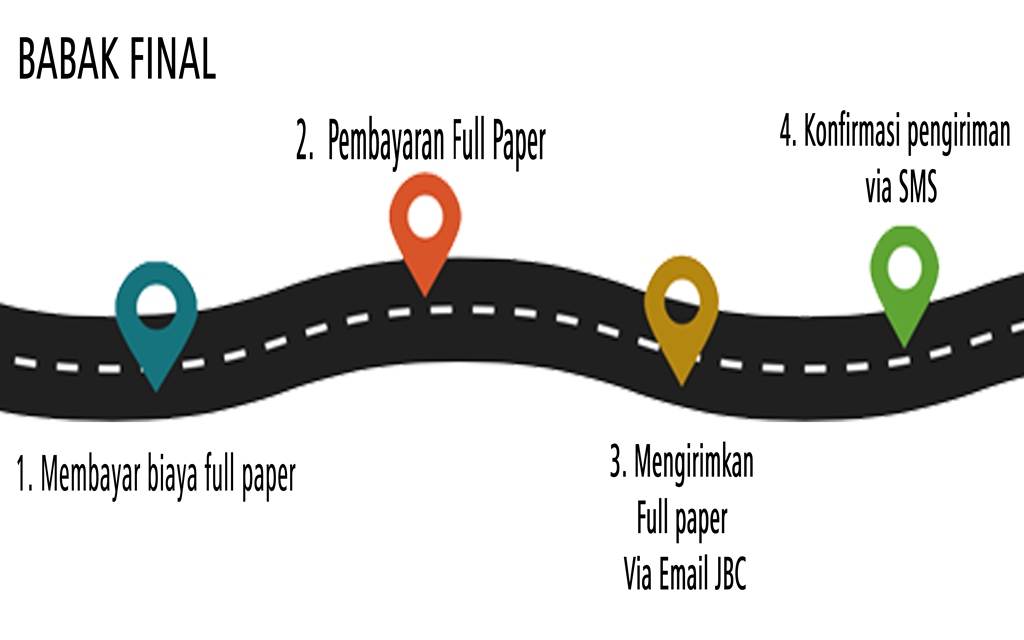 BABAK FINAL
1. Membayar biaya full paper
2. Pembayaran Full Paper
3. Mengirimkan
Full paper
Via Email JBC
4. Konfirmasi pengiriman
via SMS